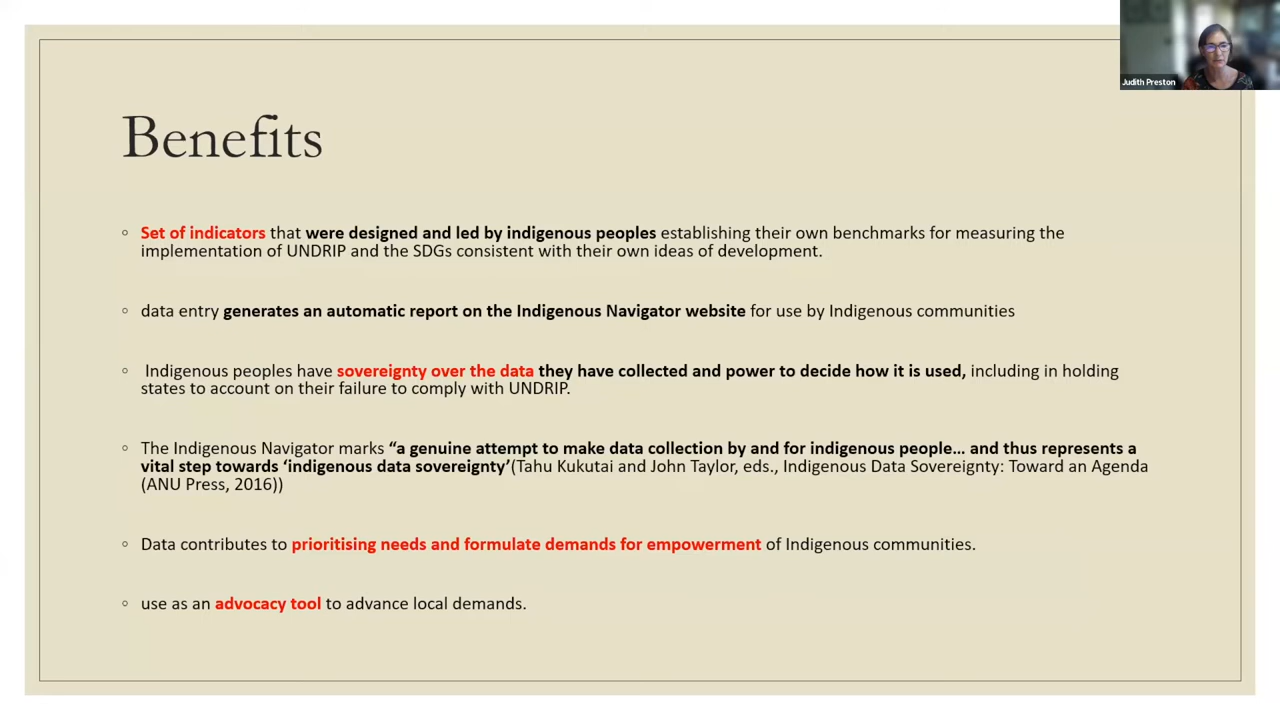 Judith Preston
Benefits
◦ Set of indicators that were designed and led by indigenous peoples establishing their own benchmarks for measuring the
implementation of UNDRIP and the SDGs consistent with their own ideas of development.
◦ data entry generates an automatic report on the Indigenous Navigator website for use by Indigenous communities
◦ Indigenous peoples have sovereignty over the data they have collected and power to decide how it is used, including in holding
states to account on their failure to comply with UNDRIP.
◦ The Indigenous Navigator marks “a genuine attempt to make data collection by and for indigenous people… and thus represents a
vital step towards ‘indigenous data sovereignty’(Tahu Kukutai and John Taylor, eds., Indigenous Data Sovereignty: Toward an Agenda
(ANU Press, 2016))
◦ Data contributes to prioritising needs and formulate demands for empowerment of Indigenous communities.
◦ use as an advocacy tool to advance local demands.